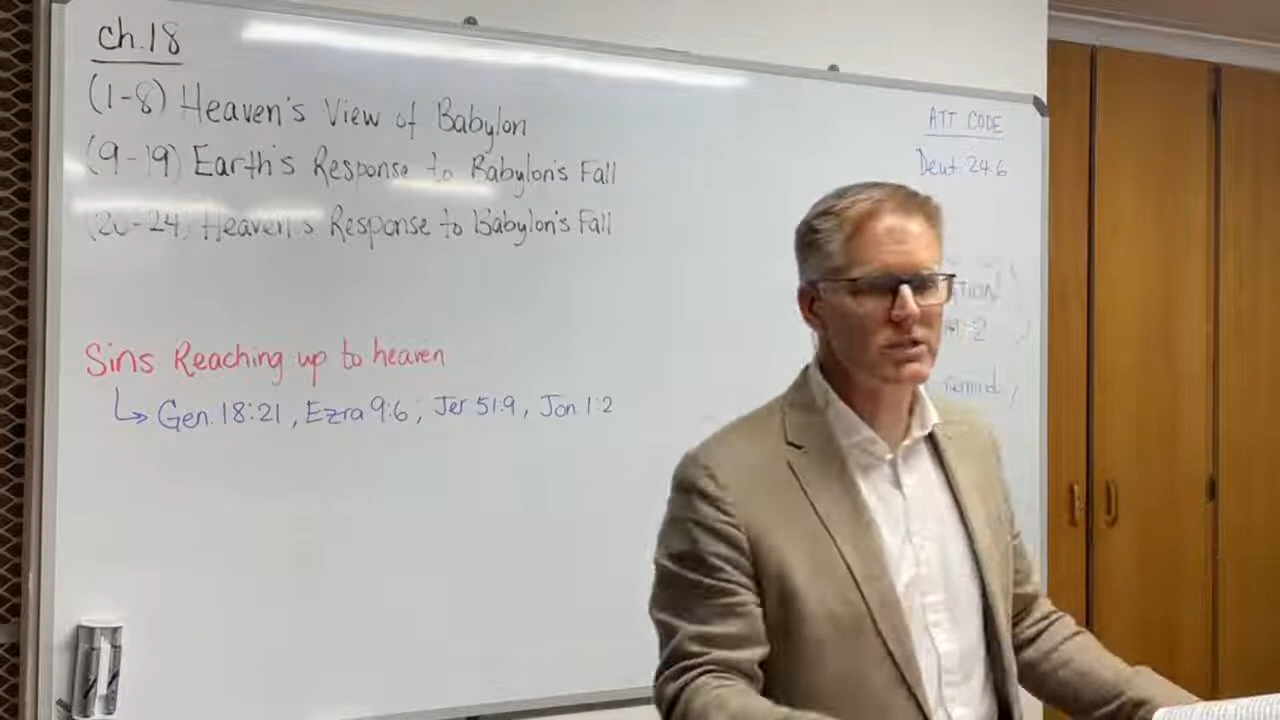 ch.18
(1-8) Heaven's View of Babylon
(9-19) Earth's Response to Babylon's Fall
(20-24) Heaven's Response to Babylon's Fall
Sins Reaching up to heaven
↳ Gen. 18:21, Ezra 9:6, Jer 51:9, Jon 1:2
ATT CODE
Deut. 24:6